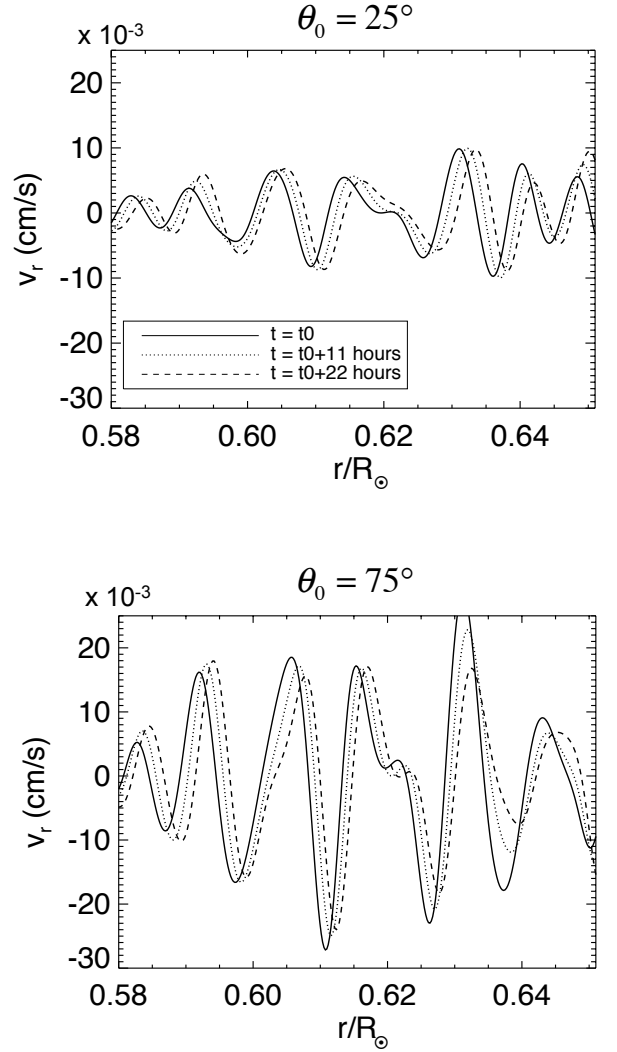 θ₀ = 25°
x 10⁻³
20
10
0
-10
-20
-30
vᵣ (cm/s)
t = t0
t = t0+11 hours
t = t0+22 hours
0.58 0.60 0.62 0.64
r/R☉
θ₀ = 75°
x 10⁻³
20
10
0
-10
-20
-30
vᵣ (cm/s)
0.58 0.60 0.62 0.64
r/R☉